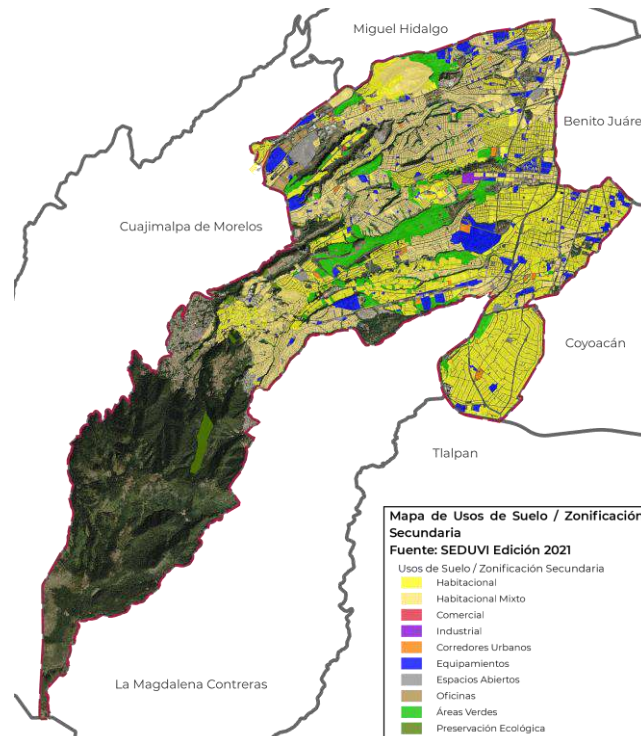 Miguel Hidalgo
Benito Juáre
Cuajimalpa de Morelos
Coyoacán
Tlalpan
La Magdalena Contreras
Mapa de Usos de Suelo / Zonificación
Secundaria
Fuente: SEDUVI Edición 2021
Usos de Suelo / Zonificación Secundaria
Habitacional
Habitacional Mixto
Comercial
Industrial
Corredores Urbanos
Equipamientos
Espacios Abiertos
Oficinas
Áreas Verdes
Preservación Ecológica